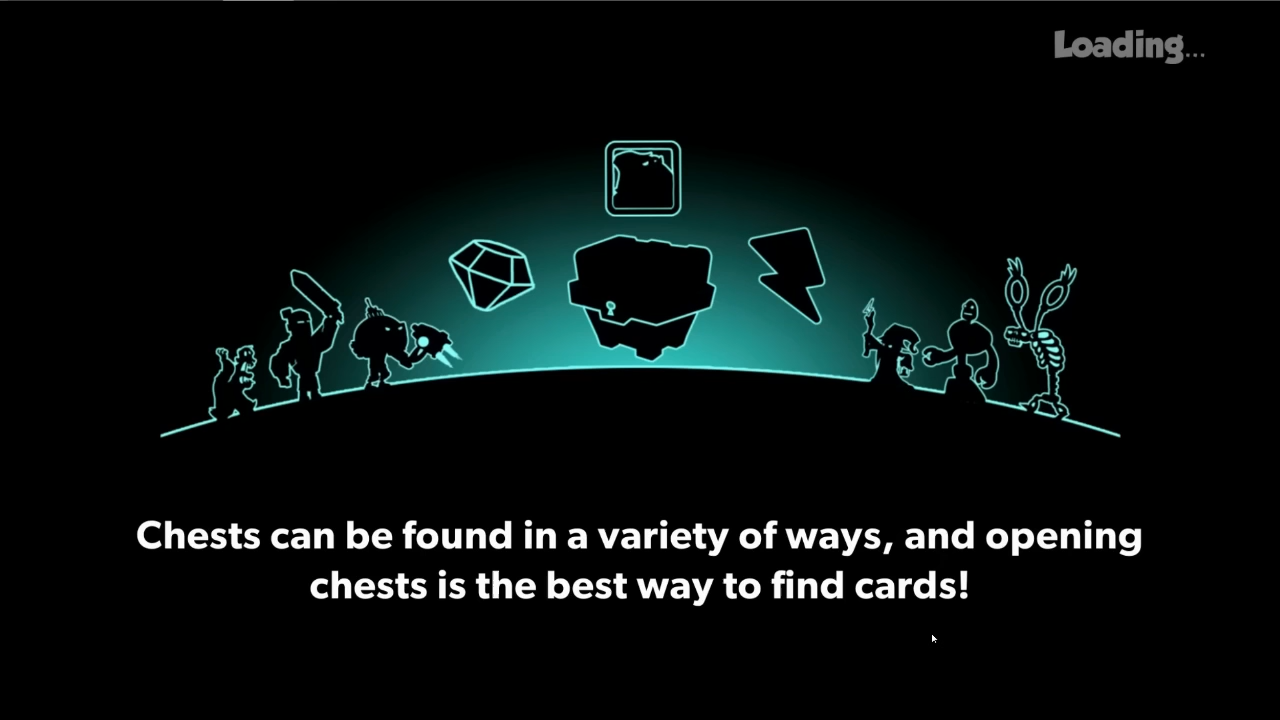 Loading...
Chests can be found in a variety of ways, and opening
chests is the best way to find cards!